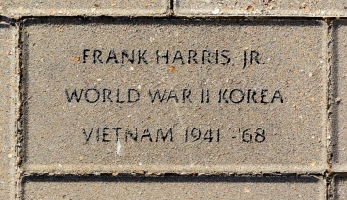 FRANK HARRIS JR.
WORLD WAR II KOREA
VIETNAM 1941 - '68